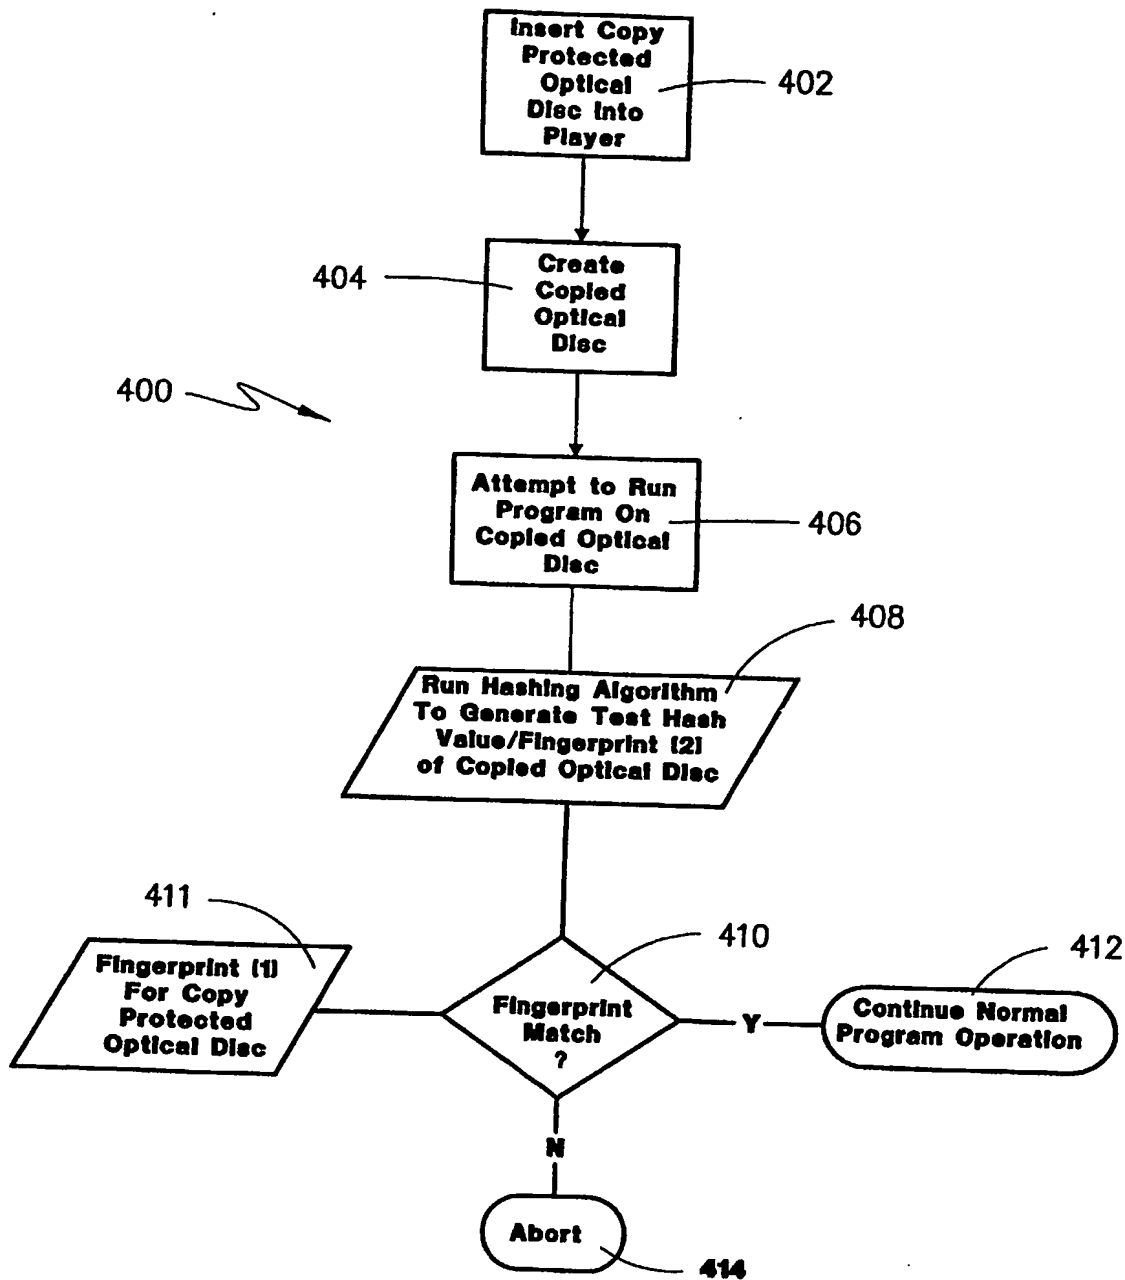 Insert Copy
Protected
Optical
Disc Into
Player
402
404
Create
Copied
Optical
Disc
400
Attempt to Run
Program On
Copied Optical
Disc
406
408
Run Hashing Algorithm
To Generate Test Hash
Value/Fingerprint [2]
of Copied Optical Disc
411
Fingerprint [1]
For Copy
Protected
Optical Disc
410
Fingerprint
Match
?
Y
412
Continue Normal
Program Operation
N
Abort
414